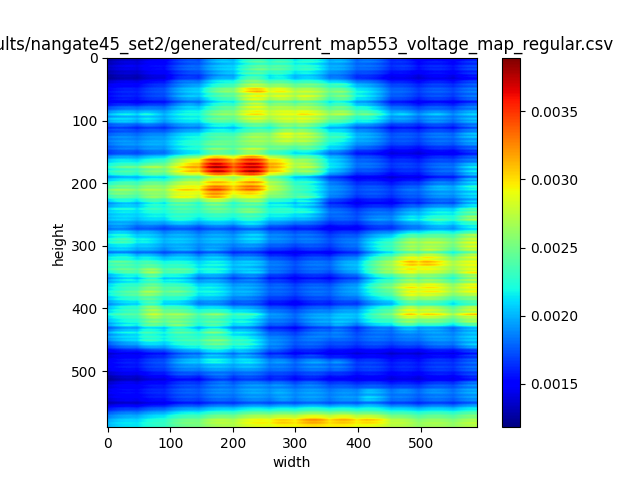 ults/nangate45_set2/generated/current_map553_voltage_map_regular.csv
0
100
200
300
400
500
height
0 100 200 300 400 500
width
0.0035
0.0030
0.0025
0.0020
0.0015